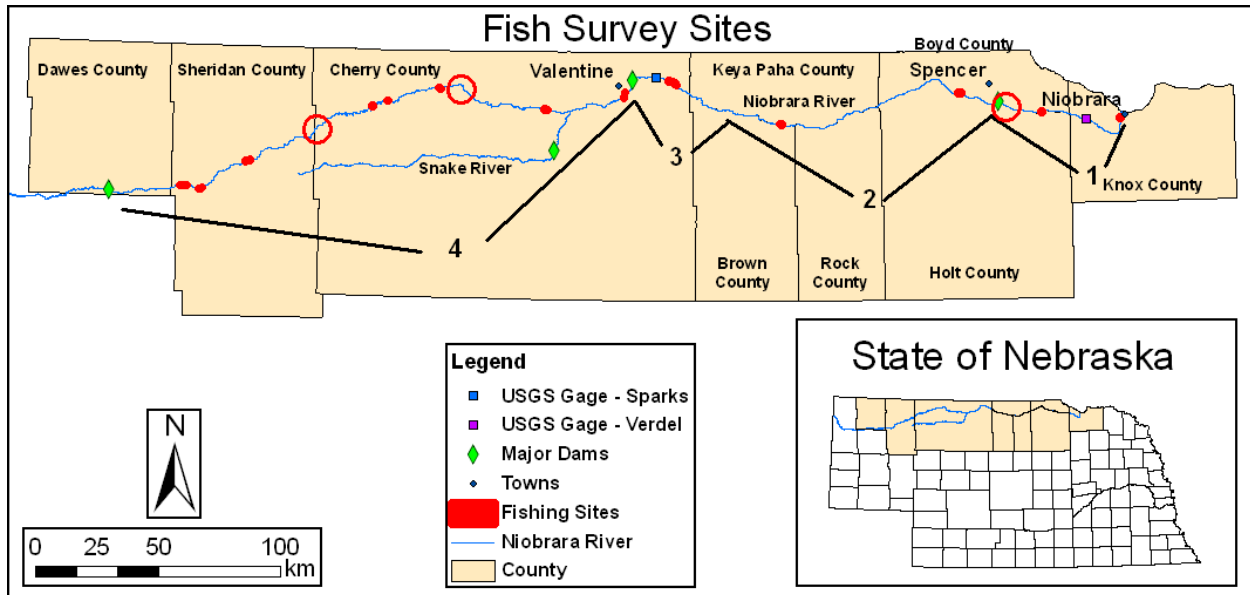 Fish Survey Sites
Boyd County
Dawes County
Sheridan County
Cherry County
Valentine
Keya Paha County
Spencer
Niobrara River
Niobrara
Snake River
3
2
1
Knox County
4
Brown
County
Rock
County
Holt County
Legend
USGS Gage - Sparks
USGS Gage - Verdel
Major Dams
Towns
Fishing Sites
Niobrara River
County
N
0 25 50 100
km
State of Nebraska